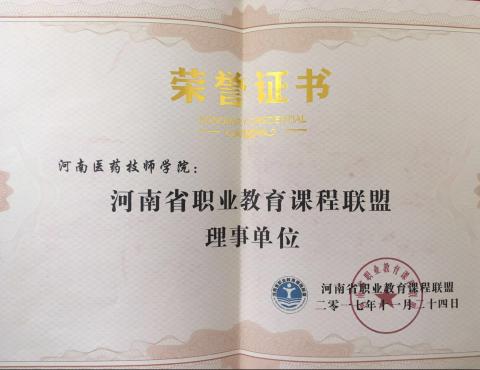 荣誉证书
河南医药技师学院：
河南省职业教育课程联盟
理事单位
河南省职业教育课程联盟
二零一七年十一月二十四日